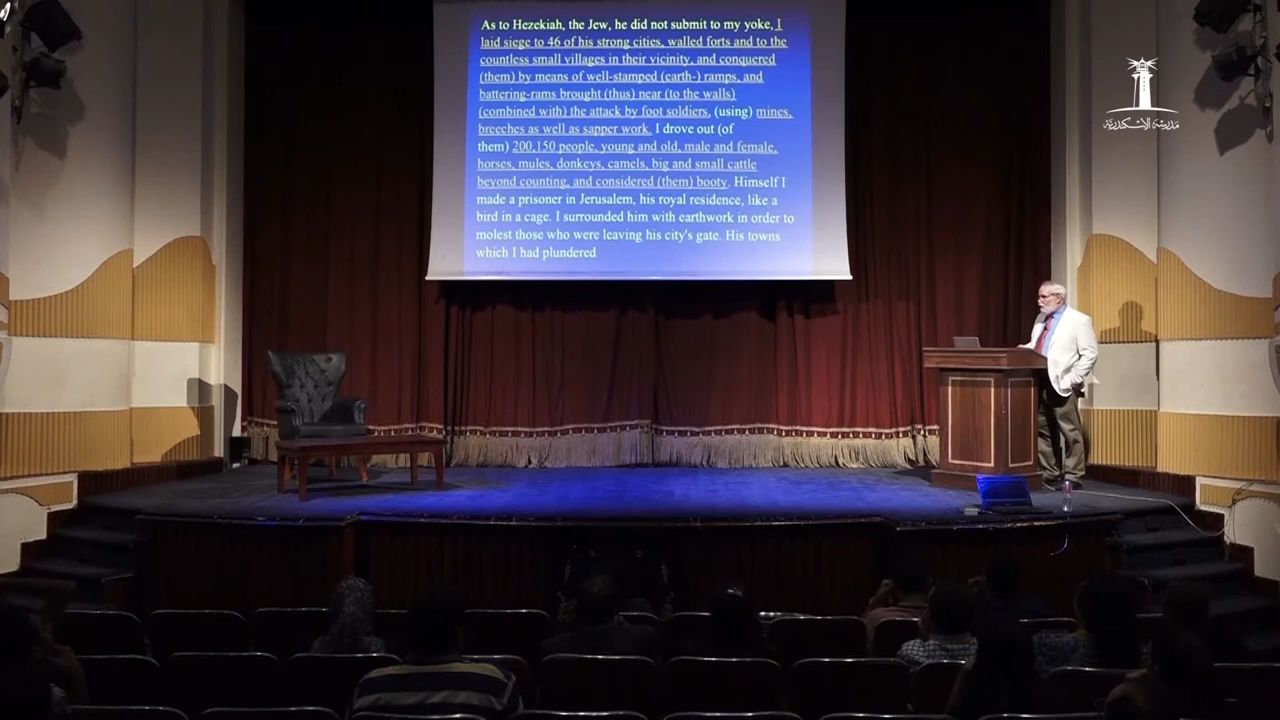 As to Hezekiah, the Jew, he did not submit to my yoke, I
laid siege to 46 of his strong cities, walled forts and to the
countless small villages in their vicinity, and conquered
(them) by means of well-stamped (earth-) ramps, and
battering-rams brought (thus) near (to the walls)
(combined with) the attack by foot soldiers, (using) mines,
breeches as well as sapper work. I drove out (of
them) 200,150 people, young and old, male and female,
horses, mules, donkeys, camels, big and small cattle
beyond counting, and considered (them) booty. Himself I
made a prisoner in Jerusalem, his royal residence, like a
bird in a cage. I surrounded him with earthwork in order to
molest those who were leaving his city's gate. His towns
which I had plundered
مدرسة الإسكندرية